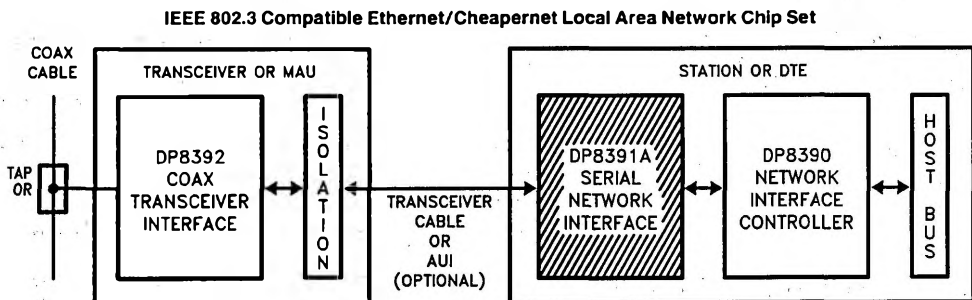 IEEE 802.3 Compatible Ethernet/Cheapernet Local Area Network Chip Set
COAX
CABLE
TAP
OR
TRANSCEIVER OR MAU
DP8392
COAX
TRANSCEIVER
INTERFACE
ISOLATION
TRANSCEIVER
CABLE
OR
AUI
(OPTIONAL)
STATION OR DTE
DP8391A
SERIAL
NETWORK
INTERFACE
DP8390
NETWORK
INTERFACE
CONTROLLER
HOST BUS